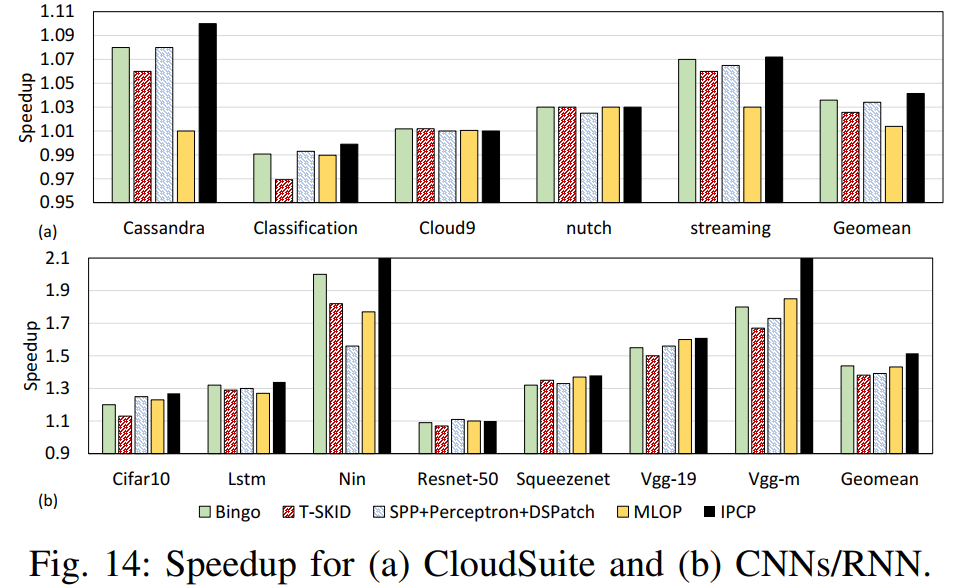 1.11
1.09
1.07
1.05
1.03
1.01
0.99
0.97
0.95
Speedup
(a)
Cassandra Classification Cloud9 nutch streaming Geomean
2.1
1.9
1.7
1.5
1.3
1.1
0.9
Speedup
Cifar10 Lstm Nin Resnet-50 Squeezenet Vgg-19 Vgg-m Geomean
(b)
Bingo T-SKID SPP+Perceptron+DSPatch MLOP IPCP
Fig. 14: Speedup for (a) CloudSuite and (b) CNNs/RNN.